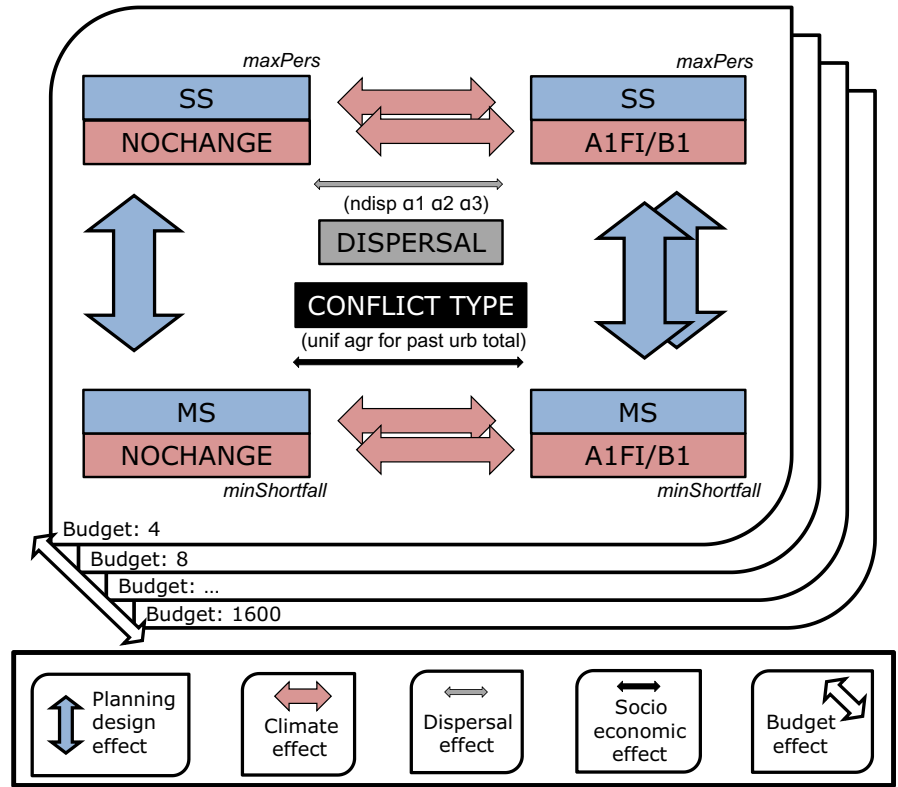 maxPers
maxPers
SS
SS
NOCHANGE
A1FI/B1
(ndisp α1 α2 α3)
DISPERSAL
CONFLICT TYPE
(unif agr for past urb total)
MS
MS
NOCHANGE
A1FI/B1
minShortfall
minShortfall
Budget: 4
Budget: 8
Budget: ...
Budget: 1600
Planning
design
effect
Climate
effect
Dispersal
effect
Socio
economic
effect
Budget
effect